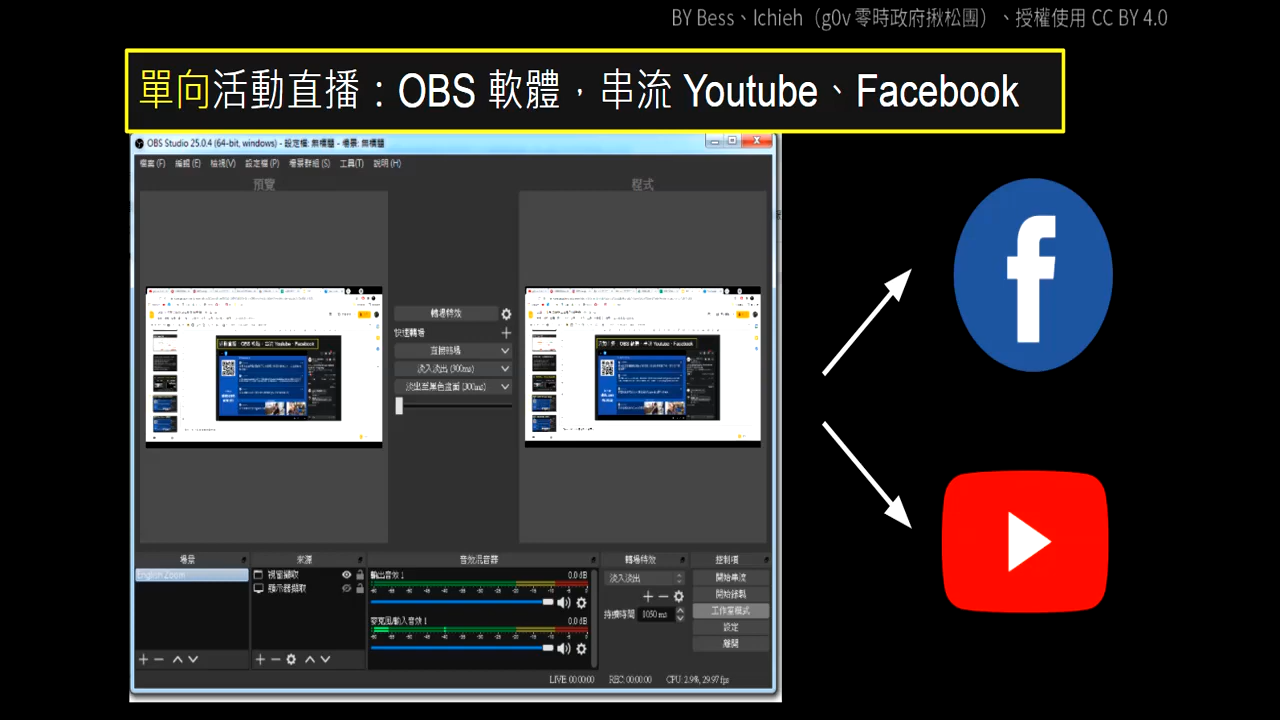 BY Bess、Ichieh（g0v 零時政府揪松團）、授權使用 CC BY 4.0
單向活動直播：OBS 軟體，串流 Youtube、Facebook
OBS Studio 25.0.4 (64-bit, windows) - 設定檔: 無標題 - 場景: 無標題
檔案(F) 編輯(E) 檢視(V) 設定檔(P) 場景群組(S) 工具(T) 說明(H)
預覽
程式
轉場特效
快速轉場
直接轉場
淡入淡出 (300ms)
淡出至黑色畫面 (300ms)
場景
English Zoom
來源
視窗擷取
顯示器擷取
音效混音器
輸出音效 1 0.0 dB
麥克風/輸入音效 1 0.0 dB
轉場特效
淡入淡出
持續時間 1050 ms
控制項
開始串流
開始錄製
工作室模式
設定
離開
LIVE: 00:00:00 REC: 00:00:00 CPU: 2.9%, 29.97 fps